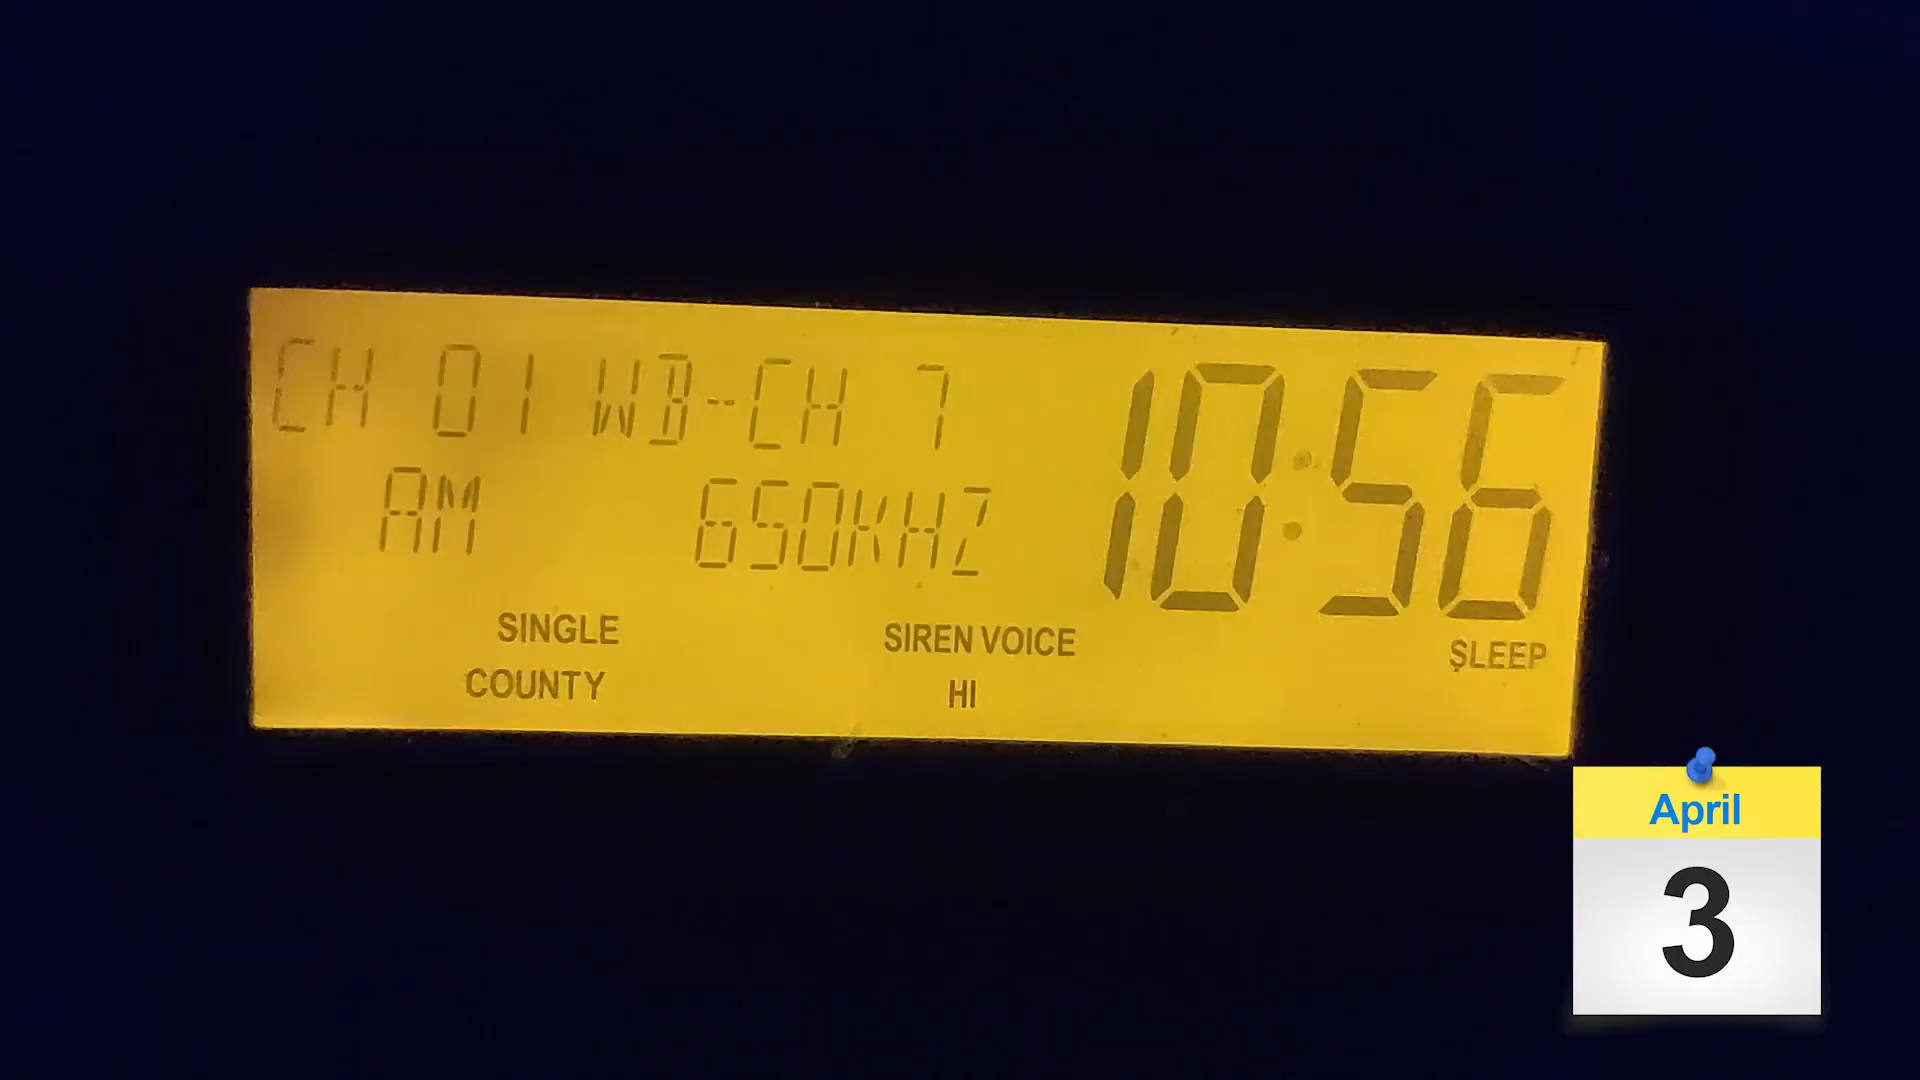 CH 01 WB-CH 7
AM 650KHZ
10:56
SINGLE
COUNTY
SIREN VOICE
HI
SLEEP
April
3